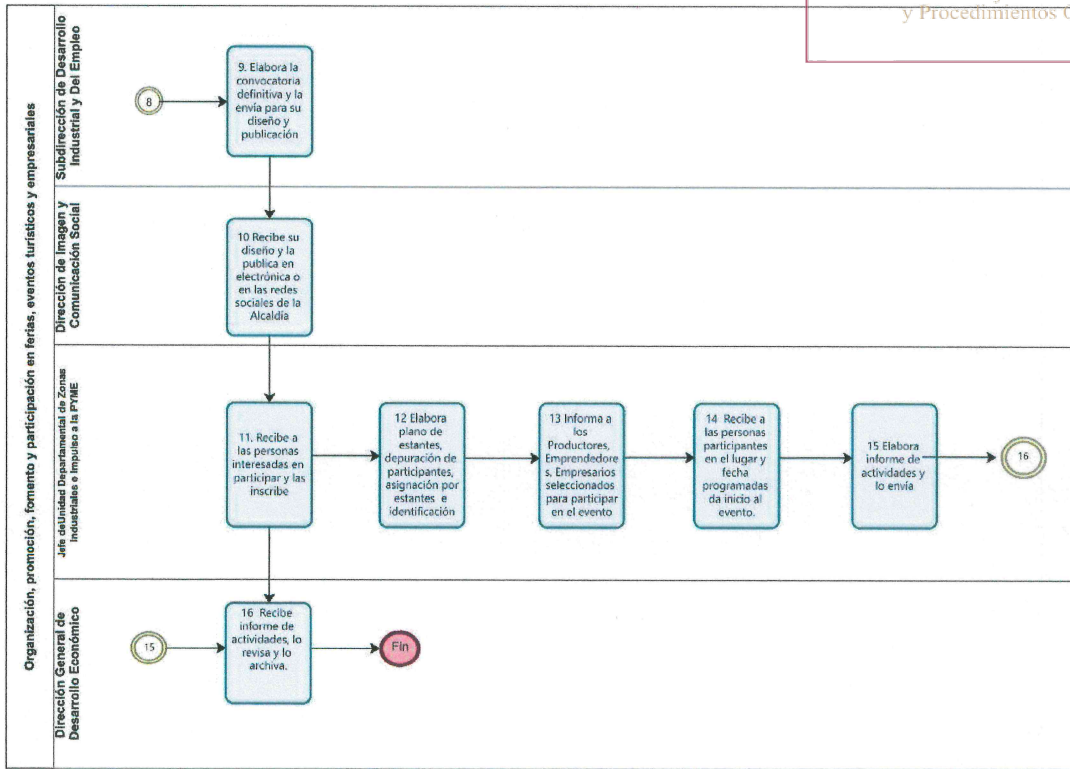 y Procedimientos
Organización, promoción, fomento y participación en ferias, eventos turísticos y empresariales
Subdirección de Desarrollo
Industrial y Del Empleo
8
9. Elabora la
convocatoria
definitiva y la
envía para su
diseño y
publicación
Dirección de Imagen y
Comunicación Social
10 Recibe su
diseño y la
publica en
electrónica o
en las redes
sociales de la
Alcaldía
Jefe deUnidad Departamental de Zonas
Industriales e Impulso a la PYME
11. Recibe a
las personas
interesadas en
participar y las
inscribe
12 Elabora
plano de
estantes,
depuración de
participantes,
asignación por
estantes e
identificación
13 Informa a
los
Productores,
Emprendedore
s, Empresarios
seleccionados
para participar
en el evento
14 Recibe a
las personas
participantes
en el lugar y
fecha
programadas
da inicio al
evento.
15 Elabora
informe de
actividades y
lo envía
16
Dirección General de
Desarrollo Económico
15
16 Recibe
informe de
actividades, lo
revisa y lo
archiva.
Fin